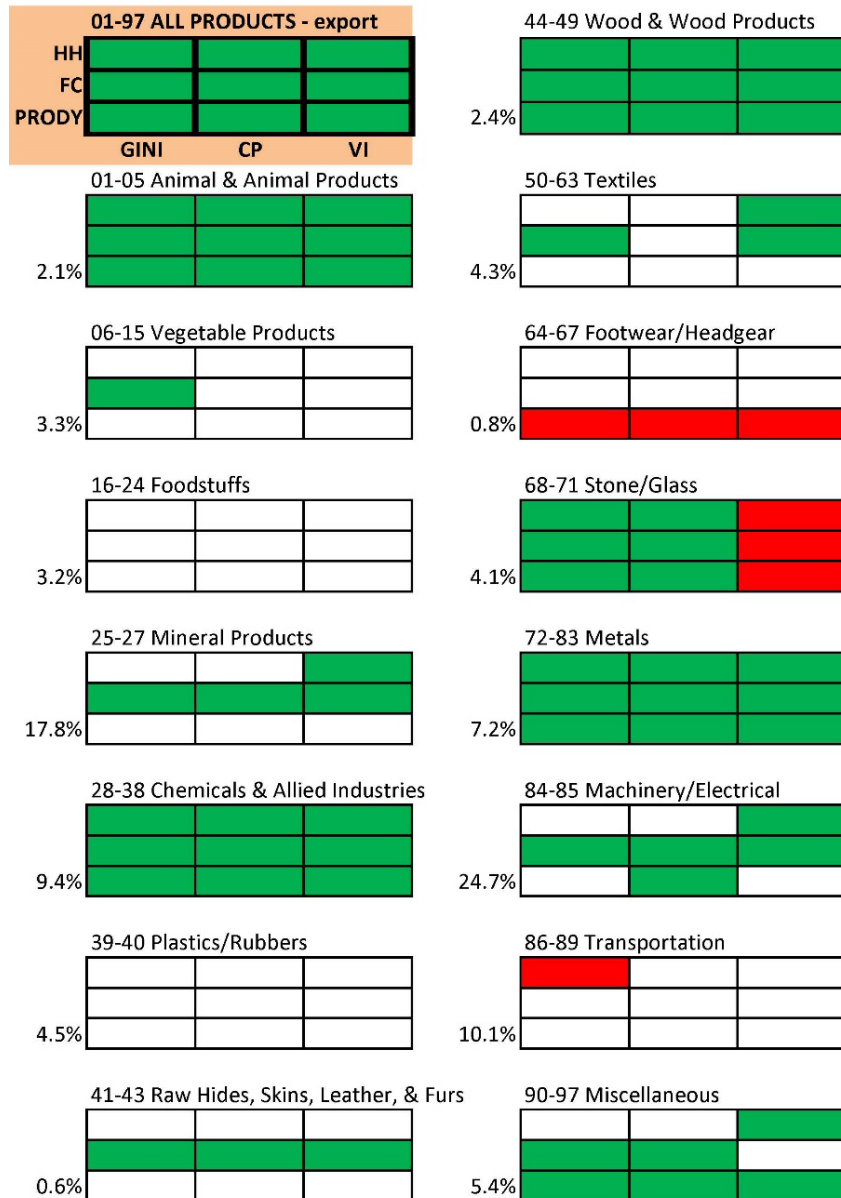 01-97 ALL PRODUCTS - export
HH
FC
PRODY
GINI CP VI
01-05 Animal & Animal Products
2.1%
06-15 Vegetable Products
3.3%
16-24 Foodstuffs
3.2%
25-27 Mineral Products
17.8%
28-38 Chemicals & Allied Industries
9.4%
39-40 Plastics/Rubbers
4.5%
41-43 Raw Hides, Skins, Leather, & Furs
0.6%
44-49 Wood & Wood Products
2.4%
50-63 Textiles
4.3%
64-67 Footwear/Headgear
0.8%
68-71 Stone/Glass
4.1%
72-83 Metals
7.2%
84-85 Machinery/Electrical
24.7%
86-89 Transportation
10.1%
90-97 Miscellaneous
5.4%